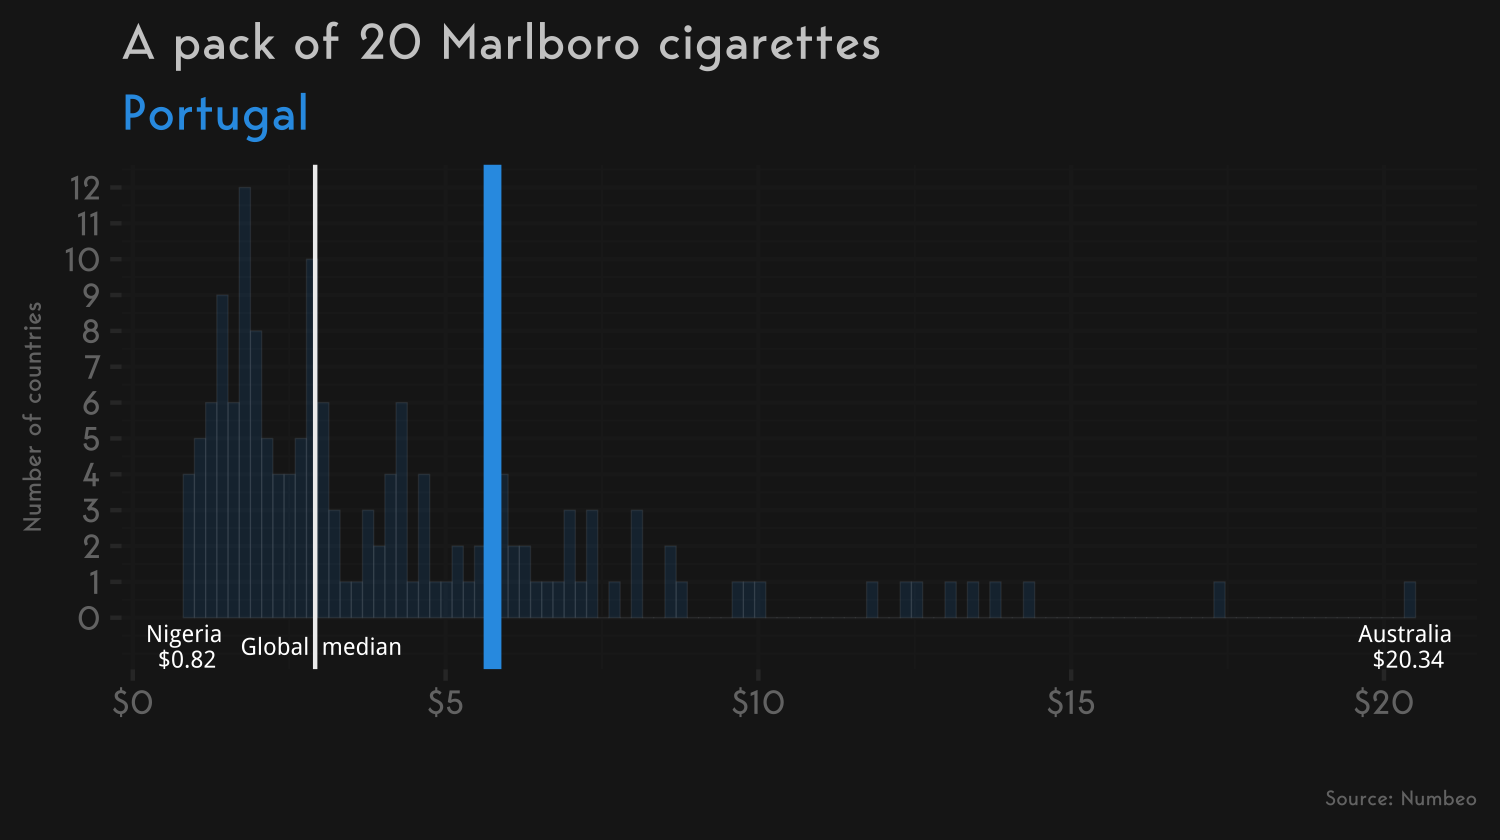 A pack of 20 Marlboro cigarettes
Portugal
Number of countries
12
11
10
9
8
7
6
5
4
3
2
1
0
Nigeria
$0.82
Global median
Australia
$20.34
$0 $5 $10 $15 $20
Source: Numbeo